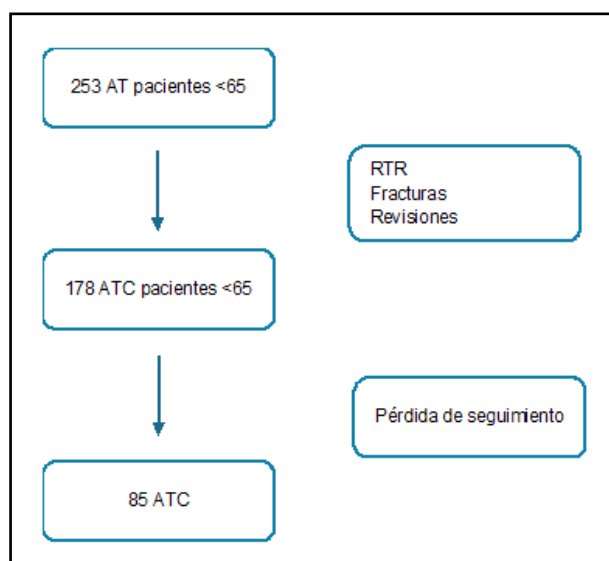 253 AT pacientes <65
RTR
Fracturas
Revisiones
178 ATC pacientes <65
Pérdida de seguimiento
85 ATC